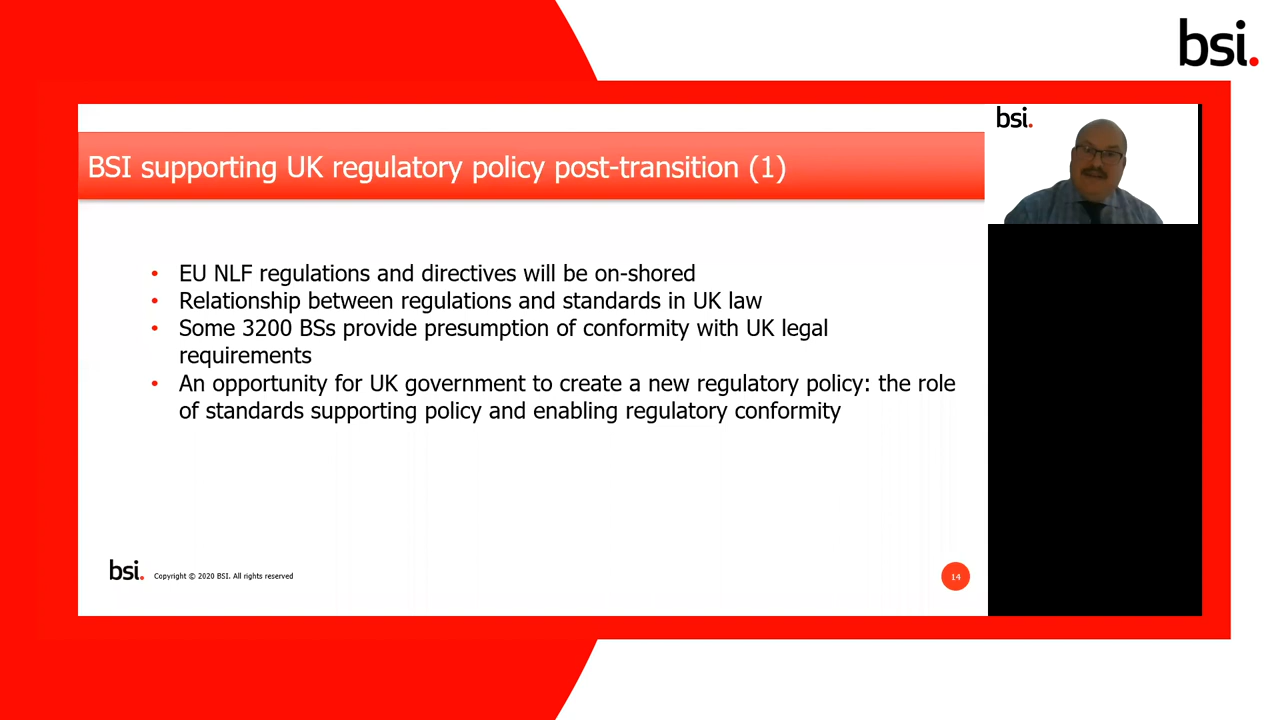 bsi.
bsi.
BSI supporting UK regulatory policy post-transition (1)
• EU NLF regulations and directives will be on-shored
• Relationship between regulations and standards in UK law
• Some 3200 BSs provide presumption of conformity with UK legal
requirements
• An opportunity for UK government to create a new regulatory policy: the role
of standards supporting policy and enabling regulatory conformity
bsi. Copyright © 2020 BSI. All rights reserved
14